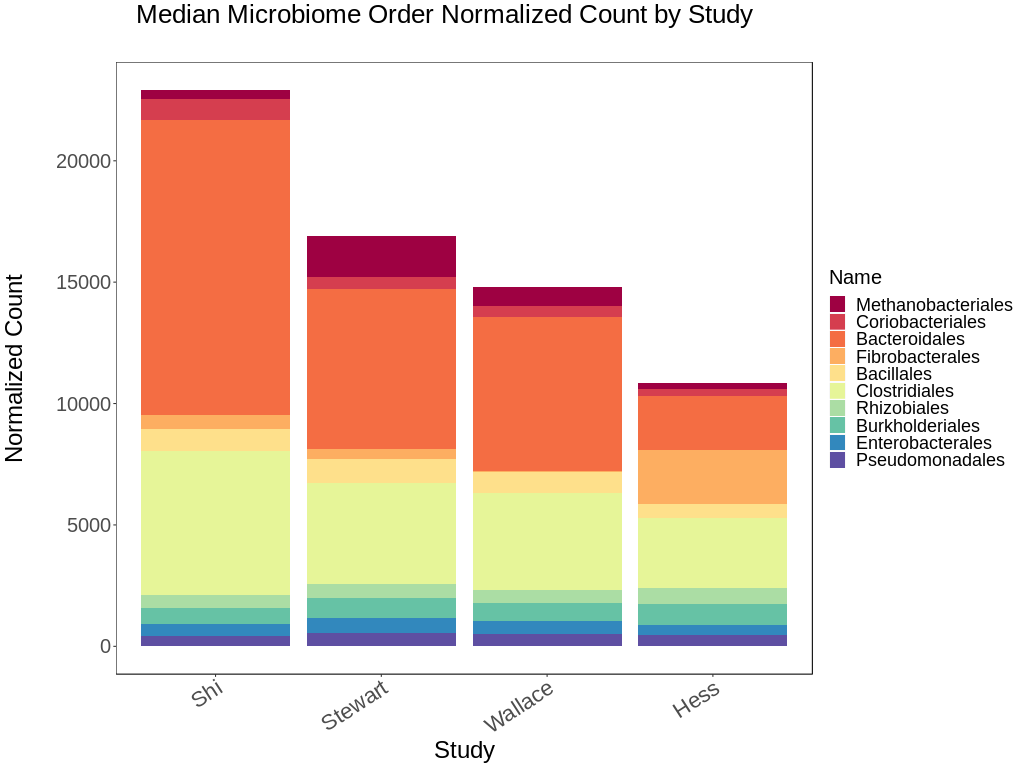 Median Microbiome Order Normalized Count by Study
Normalized Count
20000
15000
10000
5000
0
Shi
Stewart
Wallace
Hess
Study
Name
Methanobacteriales
Coriobacteriales
Bacteroidales
Fibrobacterales
Bacillales
Clostridiales
Rhizobiales
Burkholderiales
Enterobacterales
Pseudomonadales